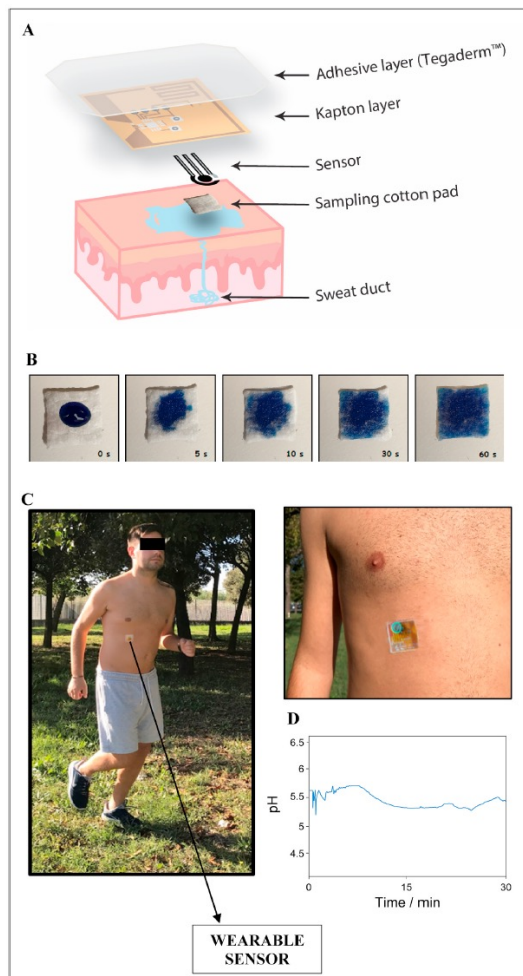 A
Adhesive layer (Tegaderm™)
Kapton layer
Sensor
Sampling cotton pad
Sweat duct
B
0 s
5 s
10 s
30 s
60 s
C
D
6.5
6
5.5
5
4.5
pH
0
15
30
Time / min
WEARABLE
SENSOR